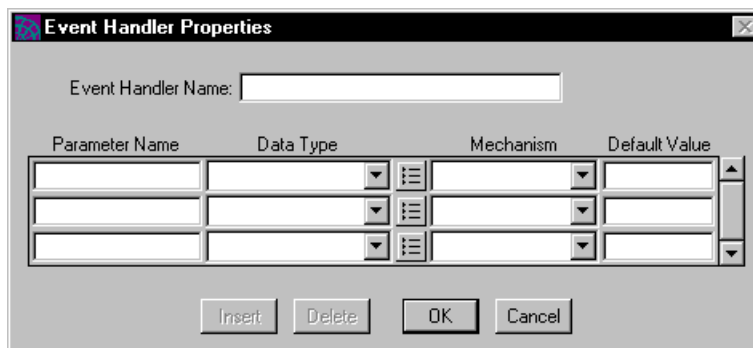 Event Handler Properties
Event Handler Name:
Parameter Name Data Type Mechanism Default Value
Insert Delete OK Cancel